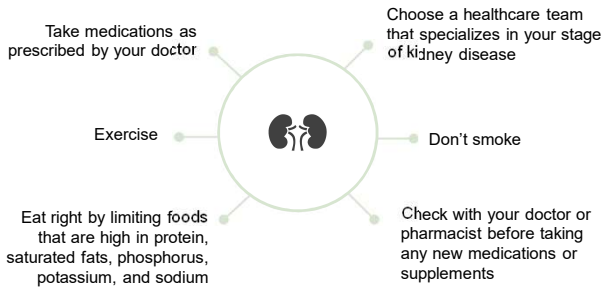 Take medications as
prescribed by your doctor
Choose a healthcare team
that specializes in your stage
of kidney disease
Exercise
Don’t smoke
Eat right by limiting foods
that are high in protein,
saturated fats, phosphorus,
potassium, and sodium
Check with your doctor or
pharmacist before taking
any new medications or
supplements